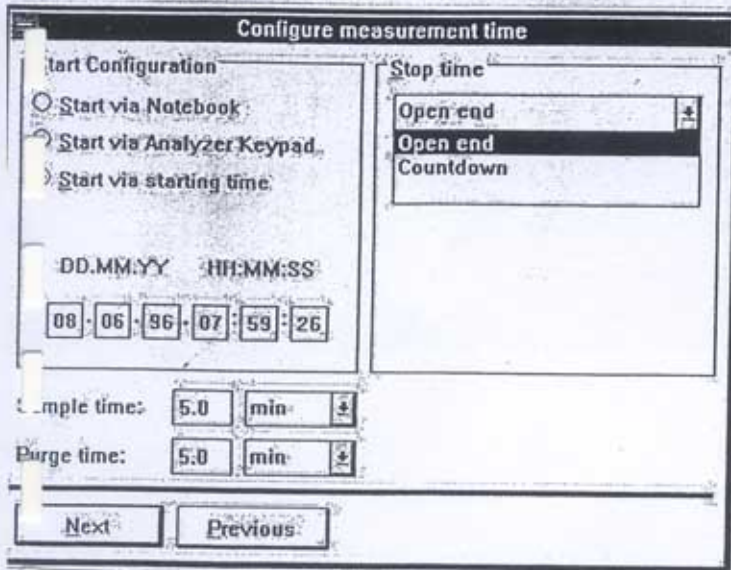 Configure measurement time
tart Configuration
Start via Notebook
Start via Analyzer Keypad
Start via starting time
DD.MM.YY HH:MM:SS
08 . 06 . 96 . 07 : 59 : 26
Stop time
Open end
Open end
Countdown
Sample time: 5.0 min
Purge time: 5.0 min
Next Previous